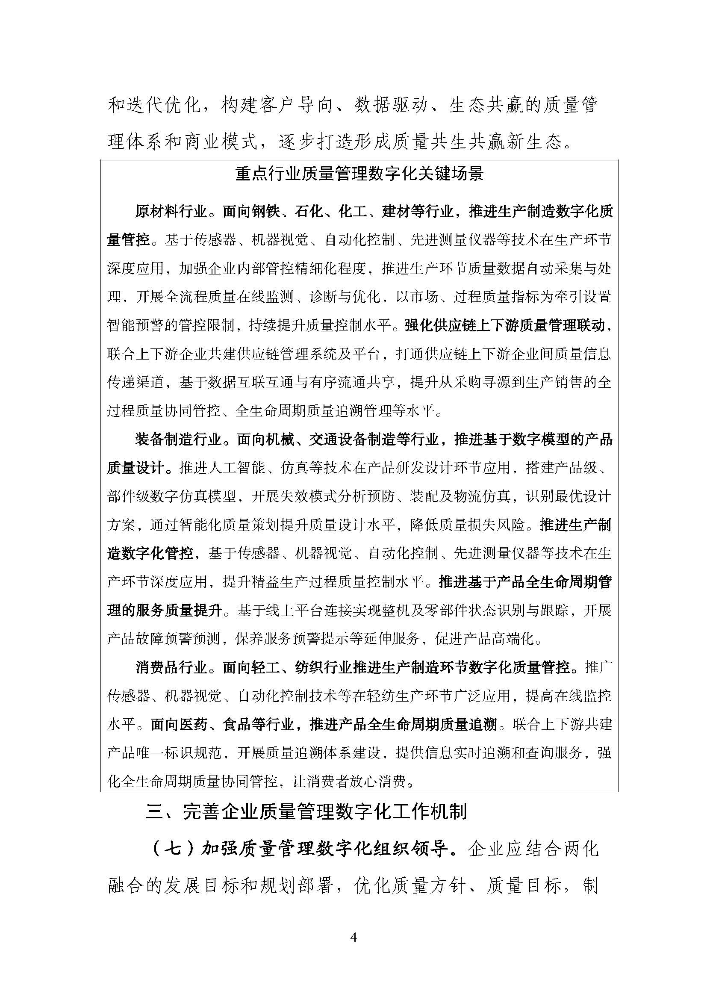 和迭代优化，构建客户导向、数据驱动、生态共赢的质量管
理体系和商业模式，逐步打造形成质量共生共赢新生态。
重点行业质量管理数字化关键场景
原材料行业。面向钢铁、石化、化工、建材等行业，推进生产制造数字化质
量管控。基于传感器、机器视觉、自动化控制、先进测量仪器等技术在生产环节
深度应用，加强企业内部管控精细化程度，推进生产环节质量数据自动采集与处
理，开展全流程质量在线监测、诊断与优化，以市场、过程质量指标为牵引设置
智能预警的管控限制，持续提升质量控制水平。强化供应链上下游质量管理联动，
联合上下游企业共建供应链管理系统及平台，打通供应链上下游企业间质量信息
传递渠道，基于数据互联互通与有序流通共享，提升从采购寻源到生产销售的全
过程质量协同管控、全生命周期质量追溯管理等水平。
装备制造行业。面向机械、交通设备制造等行业，推进基于数字模型的产品
质量设计。推进人工智能、仿真等技术在产品研发设计环节应用，搭建产品级、
部件级数字仿真模型，开展失效模式分析预防、装配及物流仿真，识别最优设计
方案，通过智能化质量策划提升质量设计水平，降低质量损失风险。推进生产制
造数字化管控，基于传感器、机器视觉、自动化控制、先进测量仪器等技术在生
产环节深度应用，提升精益生产过程质量控制水平。推进基于产品全生命周期管
理的服务质量提升。基于线上平台连接实现整机及零部件状态识别与跟踪，开展
产品故障预警预测，保养服务预警提示等延伸服务，促进产品高端化。
消费品行业。面向轻工、纺织行业推进生产制造环节数字化质量管控。推广
传感器、机器视觉、自动化控制技术等在轻纺生产环节广泛应用，提高在线监控
水平。面向医药、食品等行业，推进产品全生命周期质量追溯。联合上下游共建
产品唯一标识规范，开展质量追溯体系建设，提供信息实时追溯和查询服务，强
化全生命周期质量协同管控，让消费者放心消费。
三、完善企业质量管理数字化工作机制
（七）加强质量管理数字化组织领导。企业应结合两化
融合的发展目标和规划部署，优化质量方针、质量目标，制
4